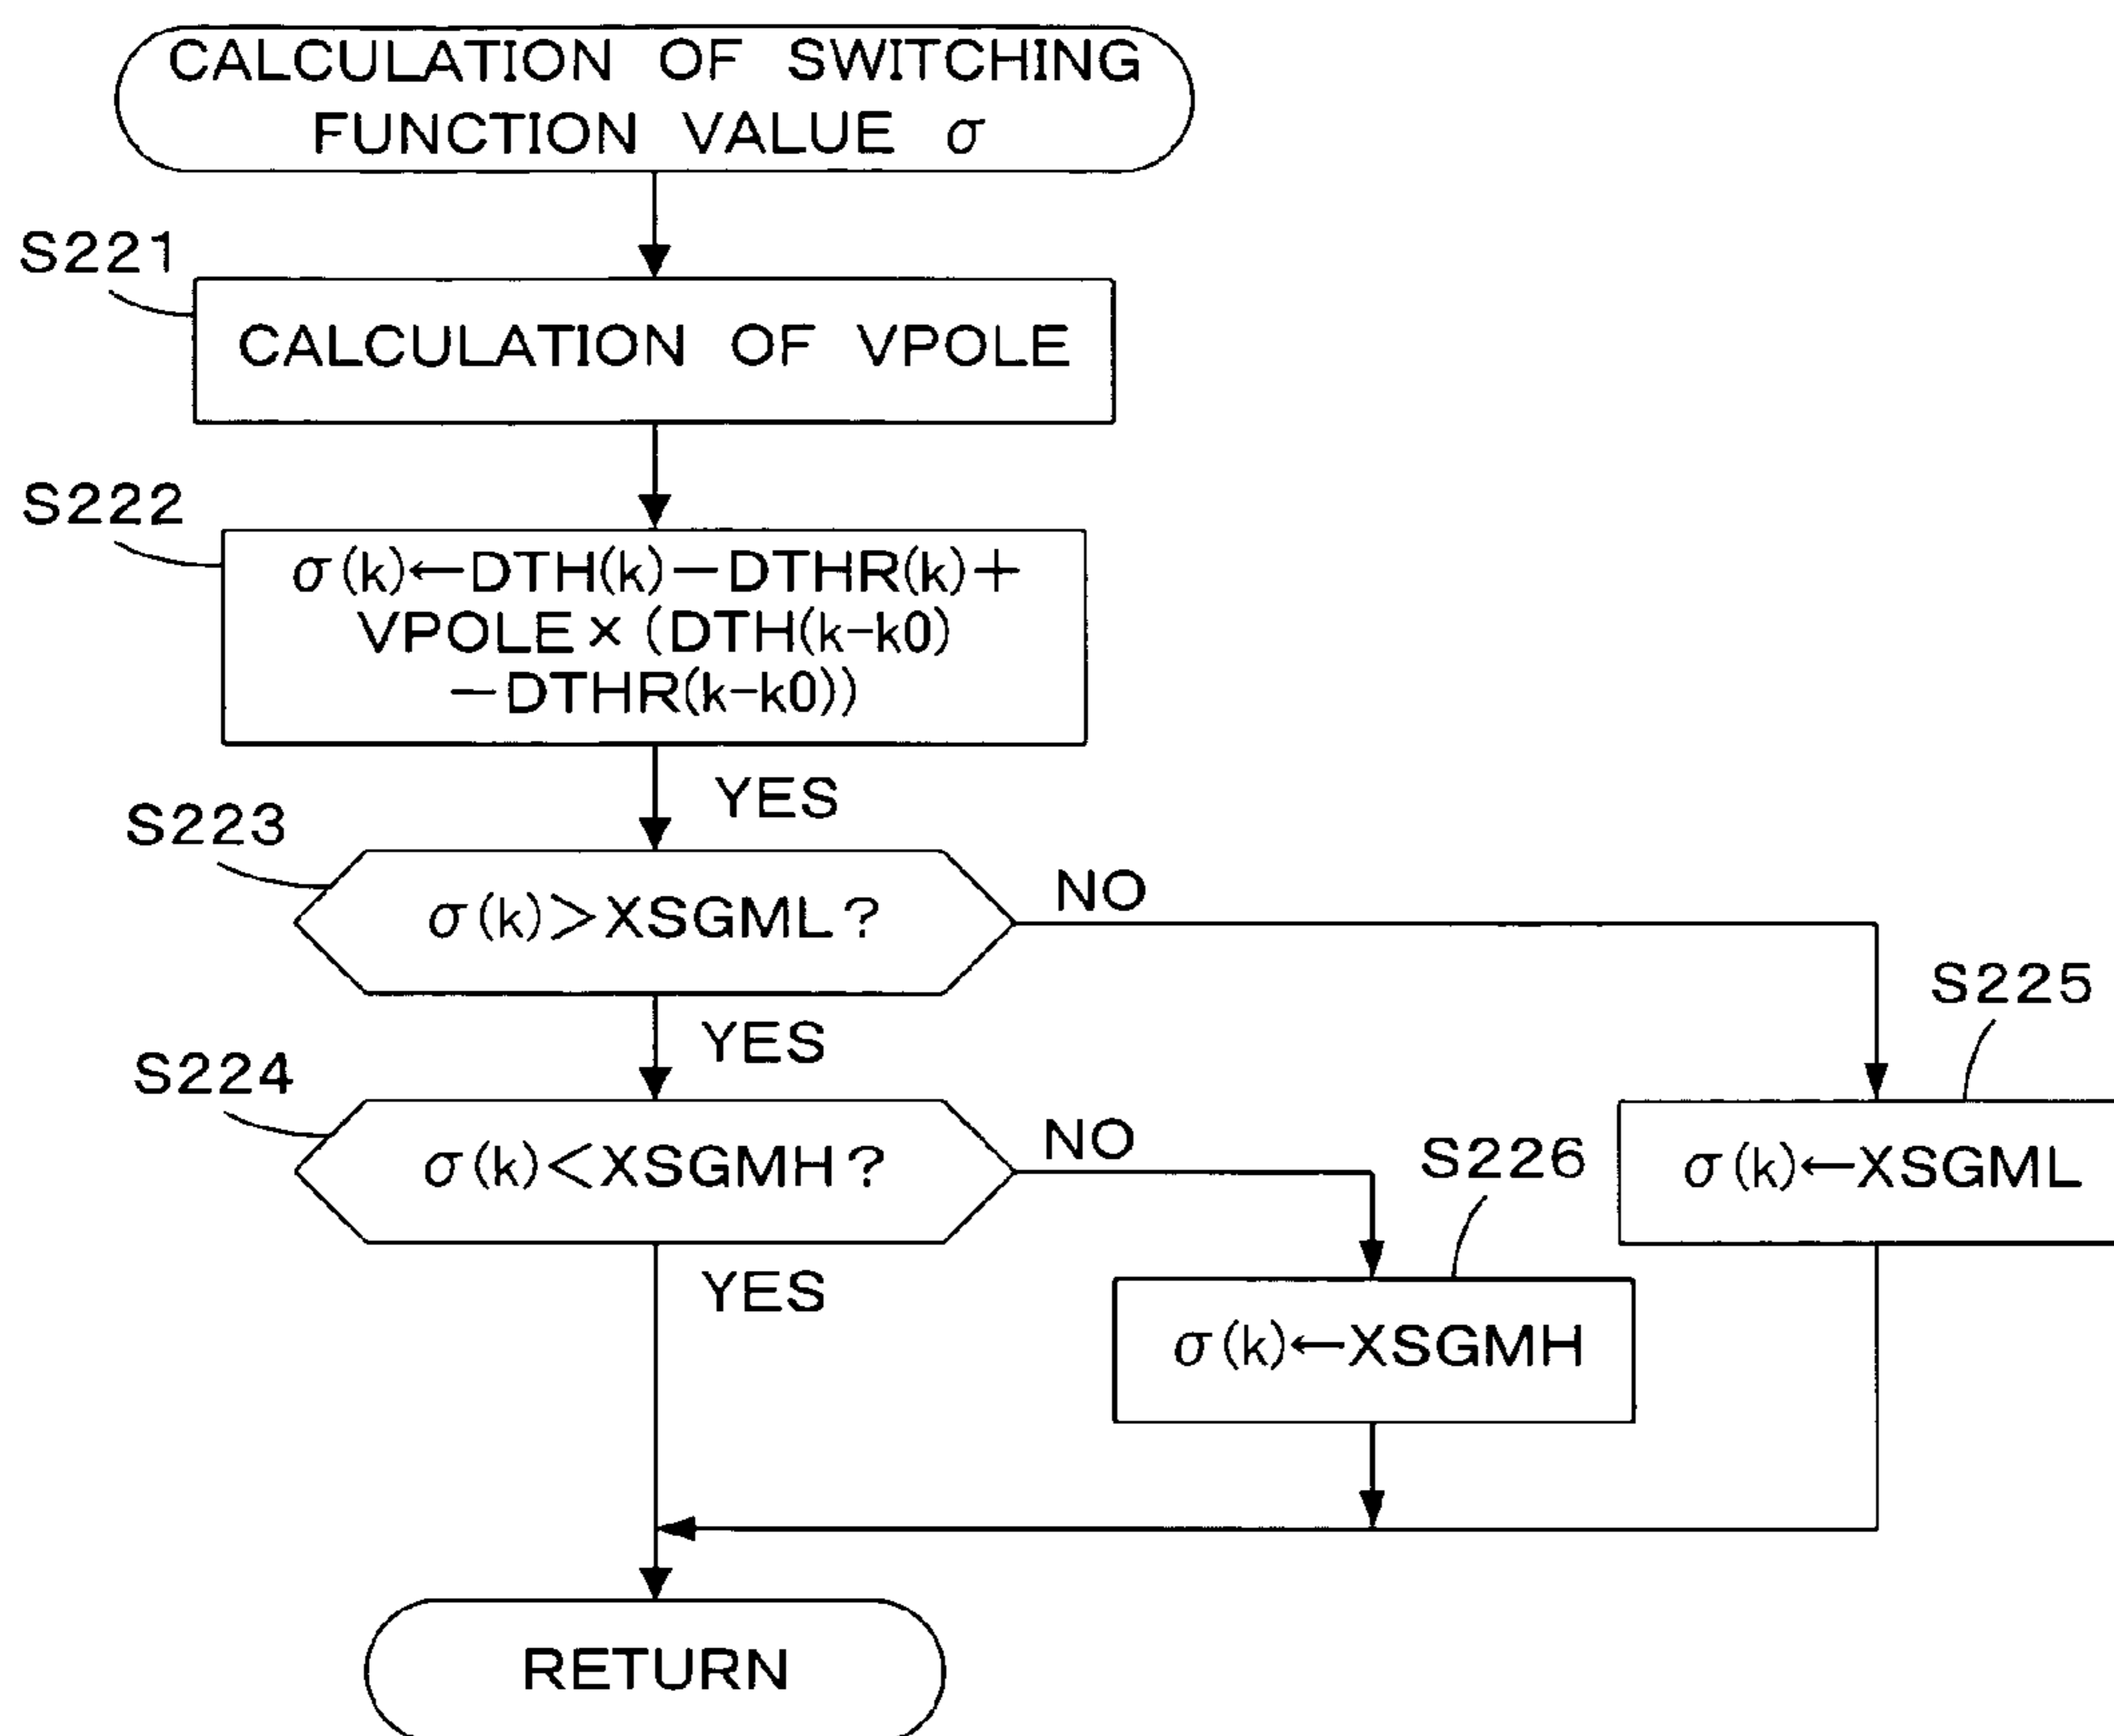 CALCULATION OF SWITCHING
FUNCTION VALUE σ
S221
CALCULATION OF VPOLE
S222
σ(k)←DTH(k)−DTHR(k)+
VPOLE×(DTH(k-k0)
−DTHR(k-k0))
YES
S223
σ(k)>XSGML?
NO
YES
S225
S224
σ(k)<XSGMH?
NO
S226
σ(k)←XSGML
YES
σ(k)←XSGMH
RETURN